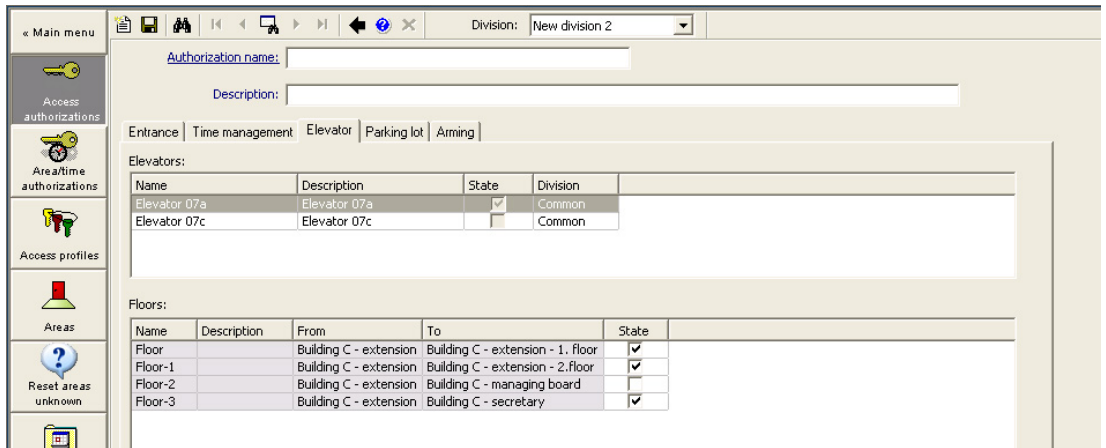 « Main menu
Division: New division 2
Authorization name:
Description:
Access
authorizations
Area/time
authorizations
Access profiles
Areas
Reset areas
unknown
Entrance Time management Elevator Parking lot Arming
Elevators:
Name Description State Division
Elevator 07a Elevator 07a Common
Elevator 07c Elevator 07c Common
Floors:
Name Description From To State
Floor Building C - extension Building C - extension - 1. floor
Floor-1 Building C - extension Building C - extension - 2.floor
Floor-2 Building C - extension Building C - managing board
Floor-3 Building C - extension Building C - secretary